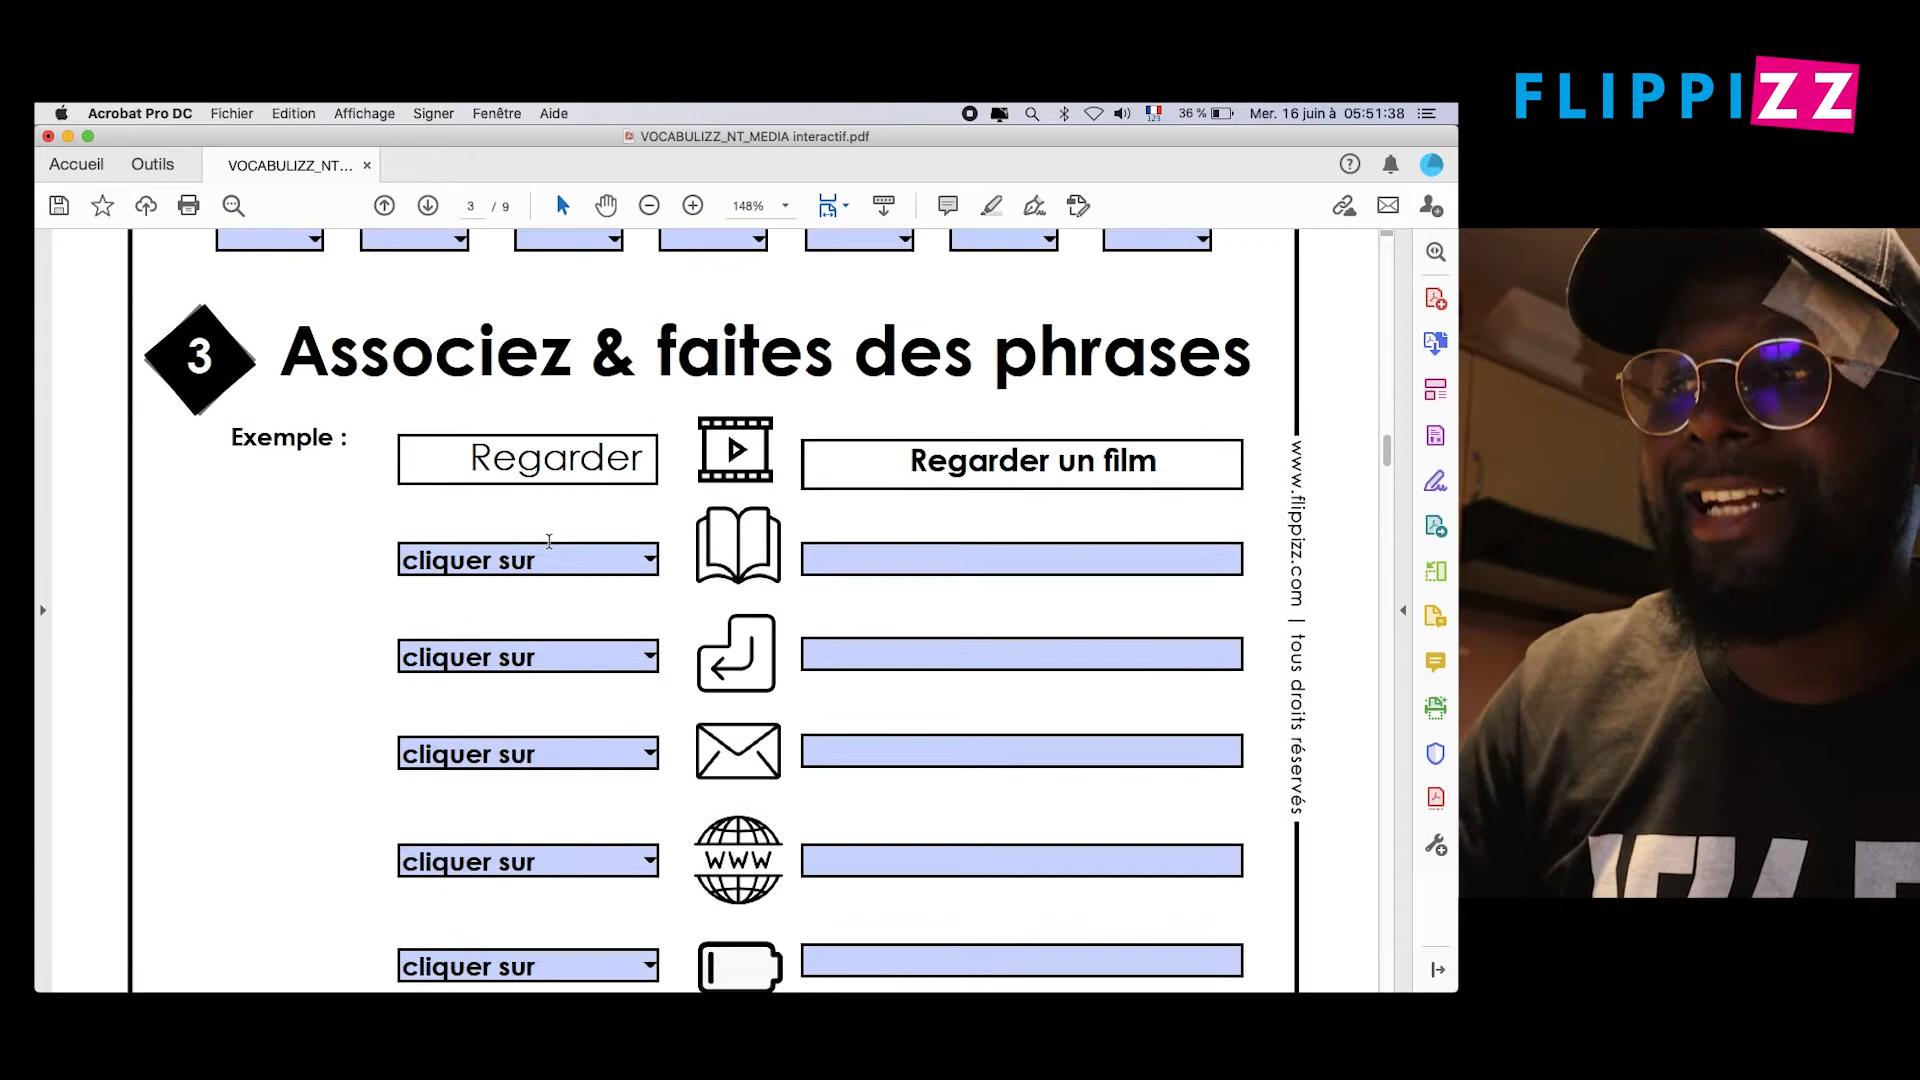 FLIPPIZZ
Acrobat Pro DC Fichier Edition Affichage Signer Fenêtre Aide 36 % Mer. 16 juin à 05:51:38
123
VOCABULIZZ_NT_MEDIA interactif.pdf
Accueil Outils VOCABULIZZ_NT... ×
3 / 9 148%
3 Associez & faites des phrases
Exemple : Regarder Regarder un film
cliquer sur
cliquer sur
cliquer sur
cliquer sur
WWW
cliquer sur
www.flippizz.com | tous droits réservés